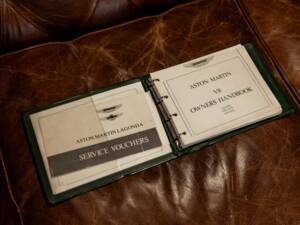 ASTON MARTIN LAGONDA
SERVICE VOUCHERS
ASTON MARTIN
V8
OWNERS HANDBOOK